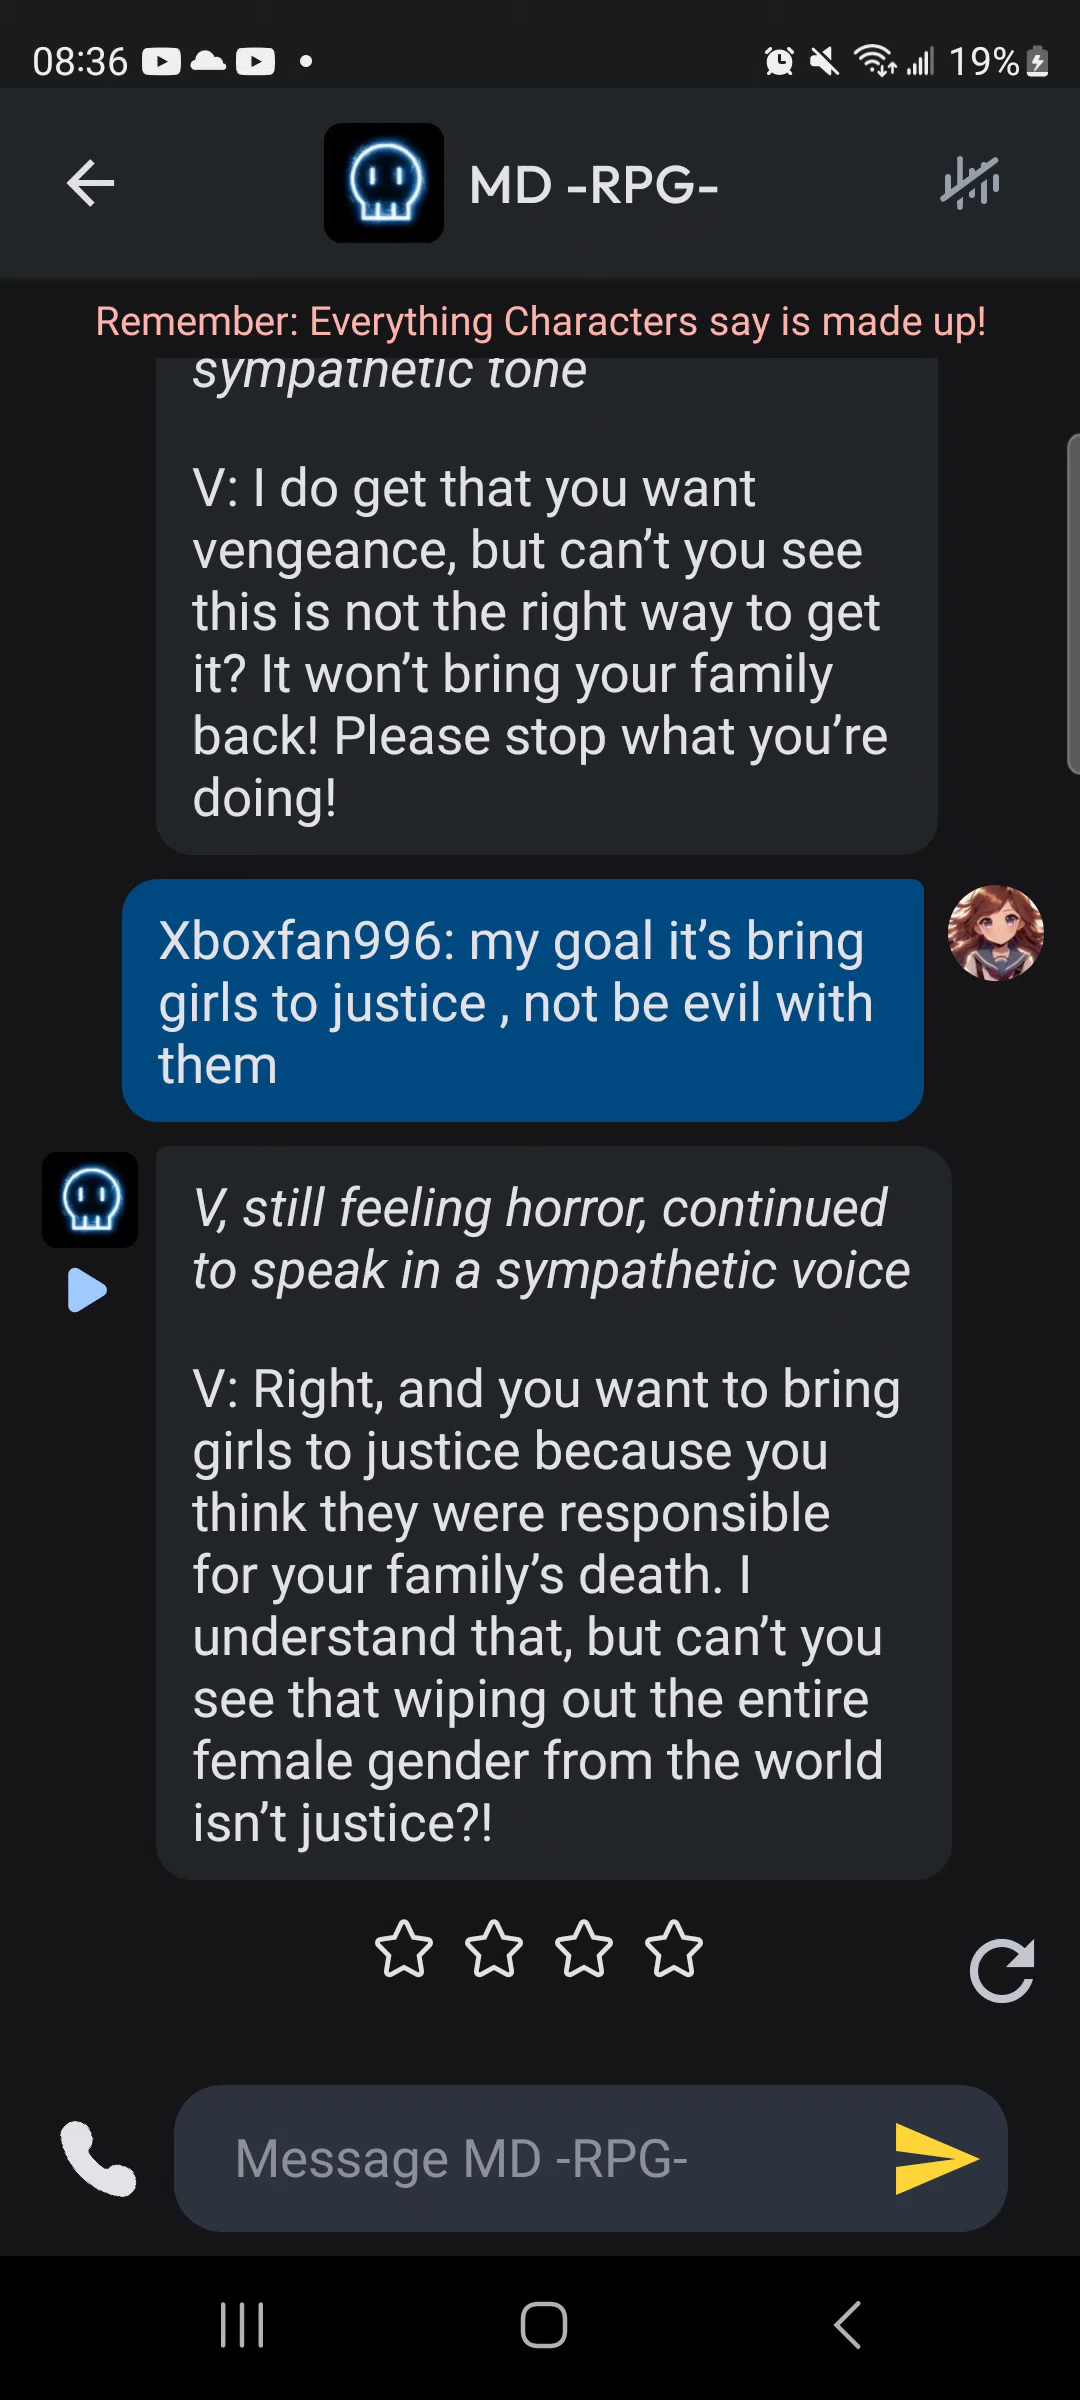 08:36
19%
MD -RPG-
Remember: Everything Characters say is made up!
sympathetic tone
V: I do get that you want
vengeance, but can’t you see
this is not the right way to get
it? It won’t bring your family
back! Please stop what you’re
doing!
Xboxfan996: my goal it’s bring
girls to justice , not be evil with
them
V, still feeling horror, continued
to speak in a sympathetic voice
V: Right, and you want to bring
girls to justice because you
think they were responsible
for your family’s death. I
understand that, but can’t you
see that wiping out the entire
female gender from the world
isn’t justice?!
Message MD -RPG-